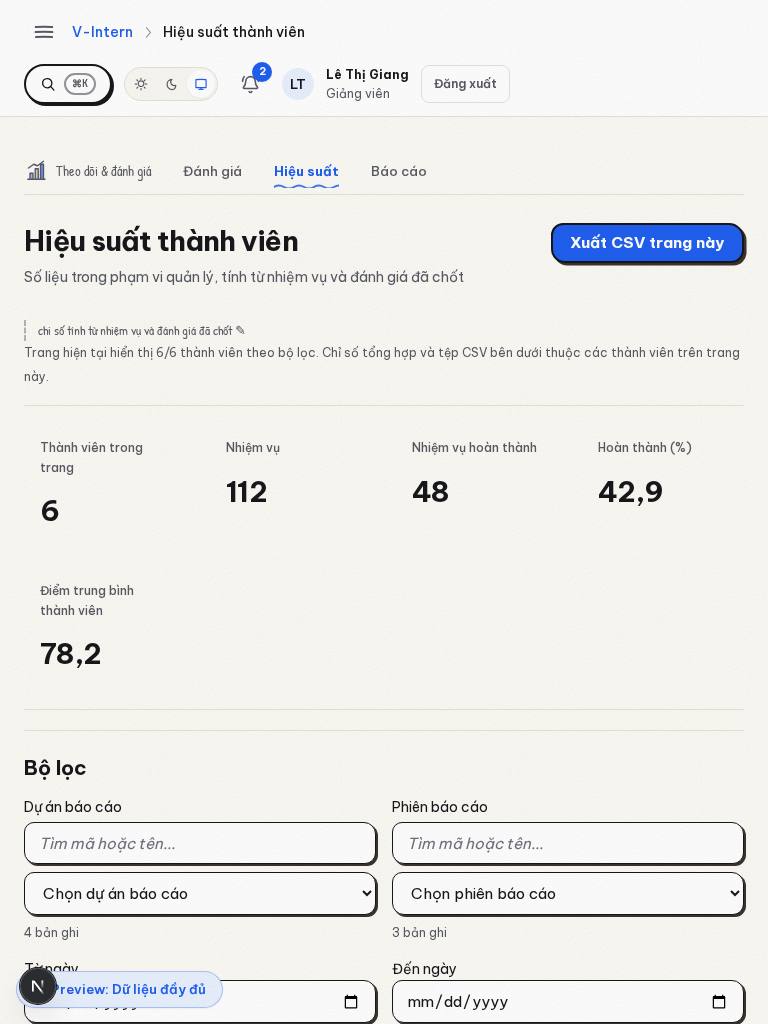 V-Intern > Hiệu suất thành viên
⌘K
2
LT
Lê Thị Giang
Giảng viên
Đăng xuất
Theo dõi & đánh giá
Đánh giá
Hiệu suất
Báo cáo
Hiệu suất thành viên
Xuất CSV trang này
Số liệu trong phạm vi quản lý, tính từ nhiệm vụ và đánh giá đã chốt
chỉ số tính từ nhiệm vụ và đánh giá đã chốt ✎
Trang hiện tại hiển thị 6/6 thành viên theo bộ lọc. Chỉ số tổng hợp và tệp CSV bên dưới thuộc các thành viên trên trang
này.
Thành viên trong
trang
6
Nhiệm vụ
112
Nhiệm vụ hoàn thành
48
Hoàn thành (%)
42,9
Điểm trung bình
thành viên
78,2
Bộ lọc
Dự án báo cáo
Tìm mã hoặc tên...
Chọn dự án báo cáo
4 bản ghi
Phiên báo cáo
Tìm mã hoặc tên...
Chọn phiên báo cáo
3 bản ghi
Từ ngày
Đến ngày
mm/dd/yyyy
N
Preview: Dữ liệu đầy đủ